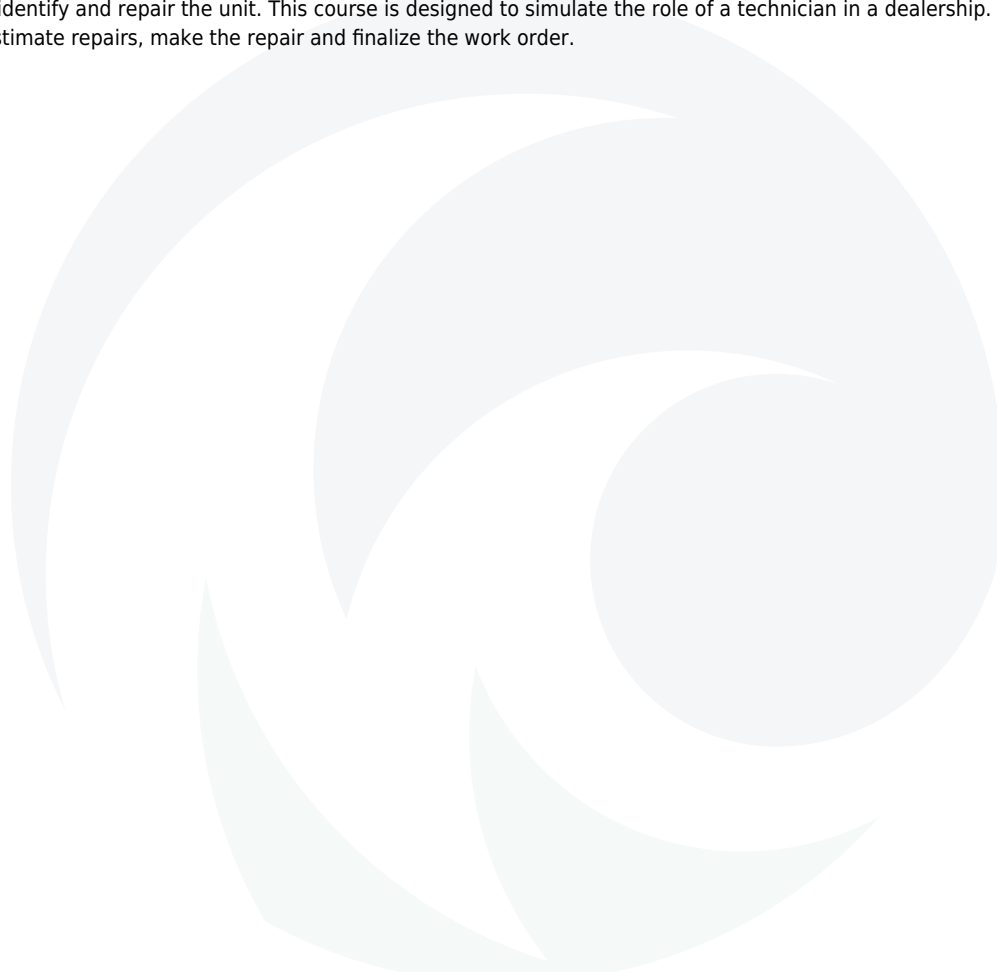 identify and repair the unit. This course is designed to simulate the role of a technician in a dealership.
stimate repairs, make the repair and finalize the work order.